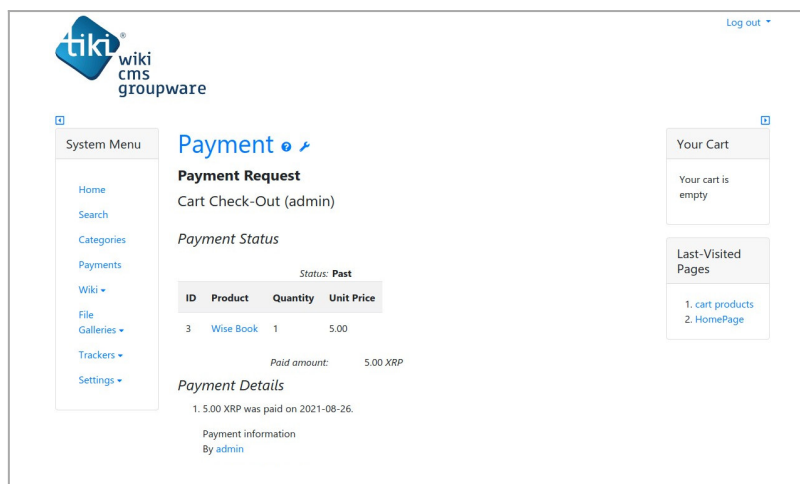 Log out
tiki
wiki
cms
groupware
System Menu
Home
Search
Categories
Payments
Wiki
File
Galleries
Trackers
Settings
Payment
Payment Request
Cart Check-Out (admin)
Payment Status
Status: Past
ID Product Quantity Unit Price
3 Wise Book 1 5.00
Paid amount: 5.00 XRP
Payment Details
1. 5.00 XRP was paid on 2021-08-26.
Payment information
By admin
Your Cart
Your cart is
empty
Last-Visited
Pages
1. cart products
2. HomePage